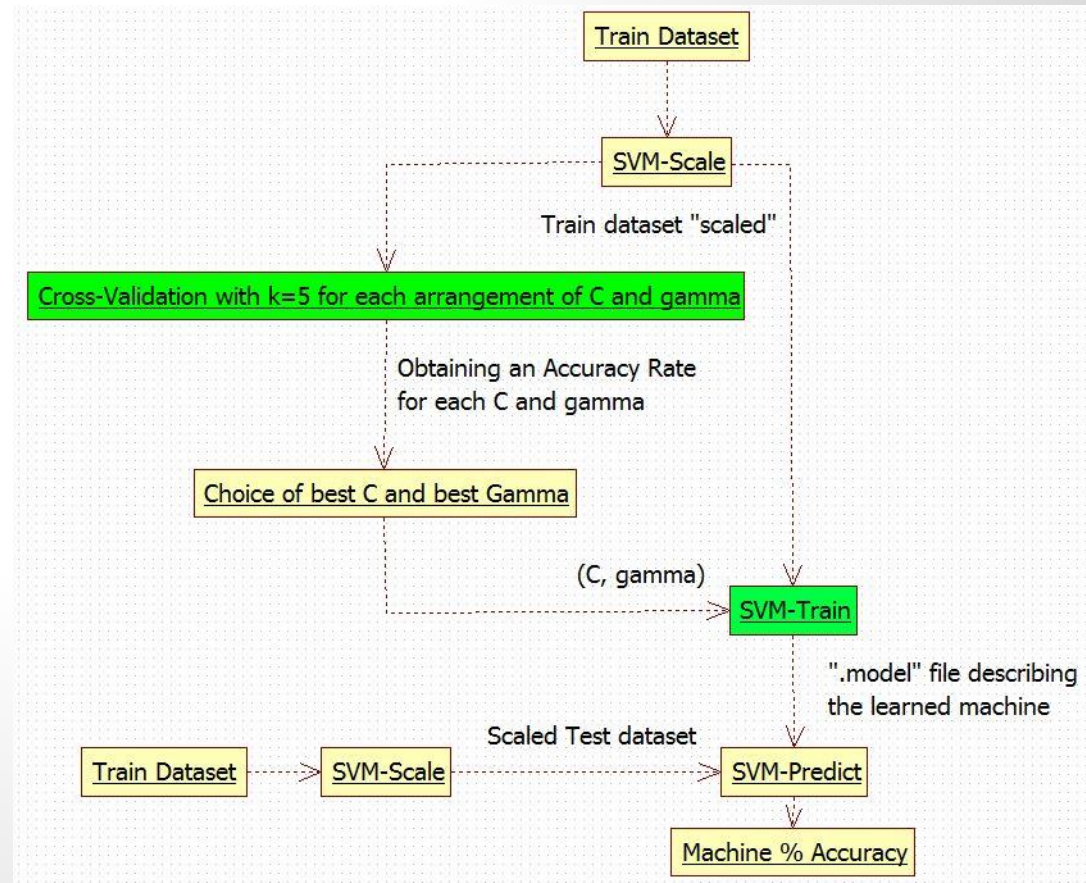 Train Dataset
SVM-Scale
Train dataset "scaled"
Cross-Validation with k=5 for each arrangement of C and gamma
Obtaining an Accuracy Rate
for each C and gamma
Choice of best C and best Gamma
(C, gamma)
SVM-Train
".model" file describing
the learned machine
Scaled Test dataset
Train Dataset
SVM-Scale
SVM-Predict
Machine % Accuracy